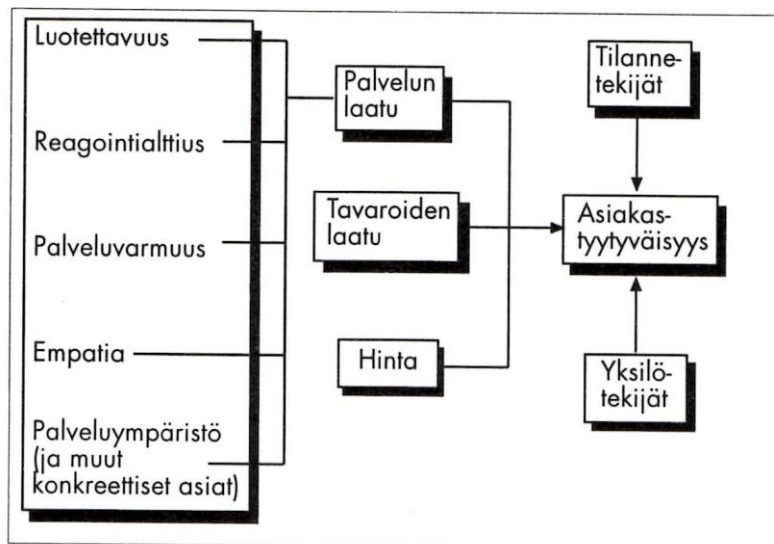 Luotettavuus
Reagointialttius
Palveluvarmuus
Empatia
Palveluympäristö
(ja muut
konkreettiset asiat)
Palvelun
laatu
Tavaroiden
laatu
Hinta
Tilanne-
tekijät
Asiakas-
tyytyväisyys
Yksilö-
tekijät